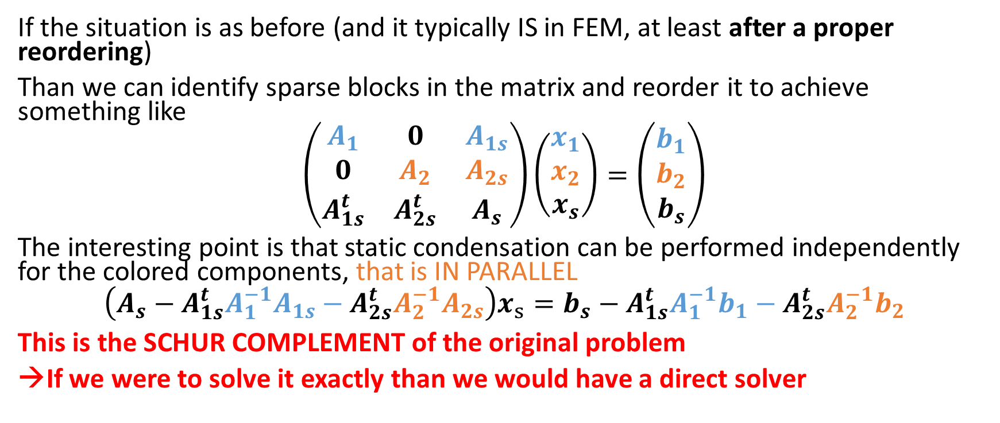 If the situation is as before (and it typically IS in FEM, at least after a proper
reordering)
Than we can identify sparse blocks in the matrix and reorder it to achieve
something like
$\begin{pmatrix} A_1 & 0 & A_{1s} \\ 0 & A_2 & A_{2s} \\ A_{1s}^t & A_{2s}^t & A_s \end{pmatrix} \begin{pmatrix} x_1 \\ x_2 \\ x_s \end{pmatrix} = \begin{pmatrix} b_1 \\ b_2 \\ b_s \end{pmatrix}$
The interesting point is that static condensation can be performed independently
for the colored components, that is IN PARALLEL
$(A_s - A_{1s}^t A_1^{-1} A_{1s} - A_{2s}^t A_2^{-1} A_{2s}) x_s = b_s - A_{1s}^t A_1^{-1} b_1 - A_{2s}^t A_2^{-1} b_2$
This is the SCHUR COMPLEMENT of the original problem
→If we were to solve it exactly than we would have a direct solver